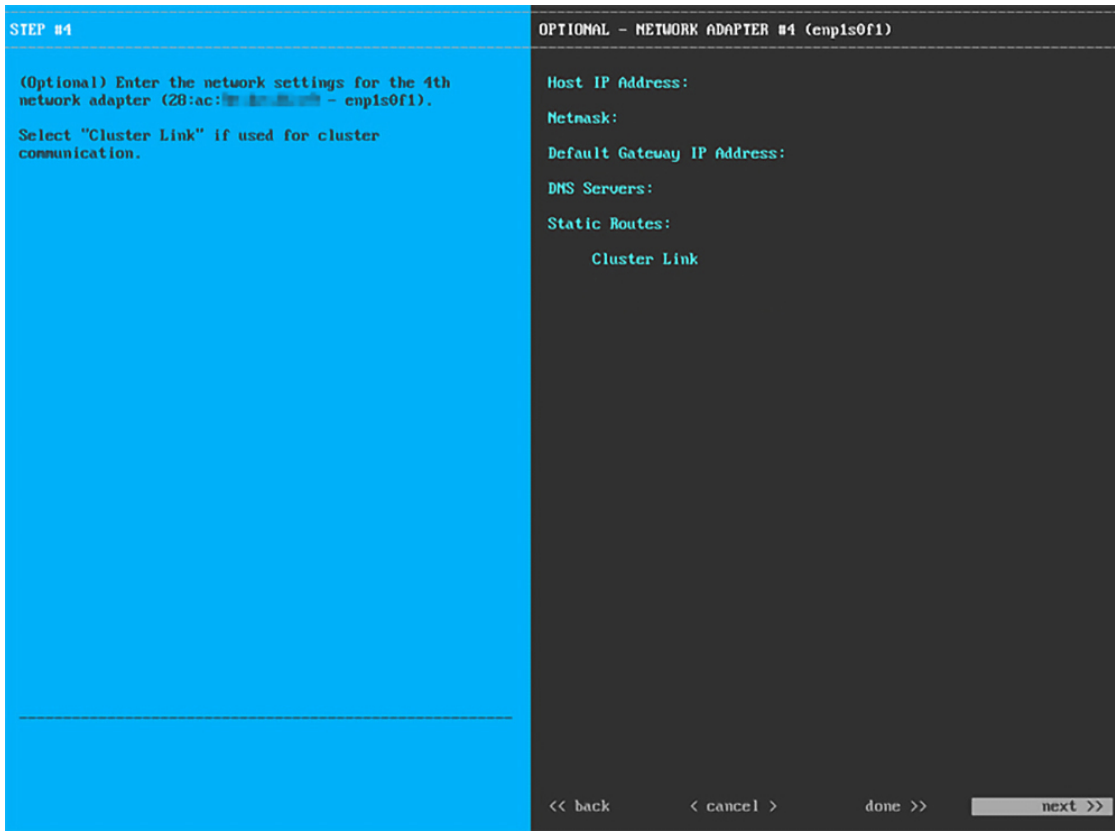 STEP #4
(Optional) Enter the network settings for the 4th
network adapter (28:ac: - enp1s0f1).
Select "Cluster Link" if used for cluster
communication.
OPTIONAL - NETWORK ADAPTER #4 (enp1s0f1)
Host IP Address:
Netmask:
Default Gateway IP Address:
DNS Servers:
Static Routes:
Cluster Link
<< back < cancel > done >> next >>